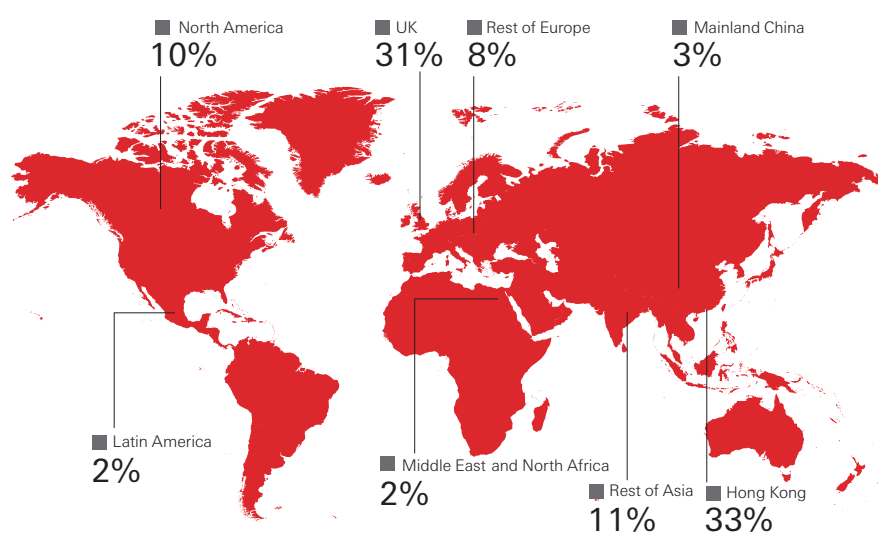 North America
10%
UK
31%
Rest of Europe
8%
Mainland China
3%
Latin America
2%
Middle East and North Africa
2%
Rest of Asia
11%
Hong Kong
33%